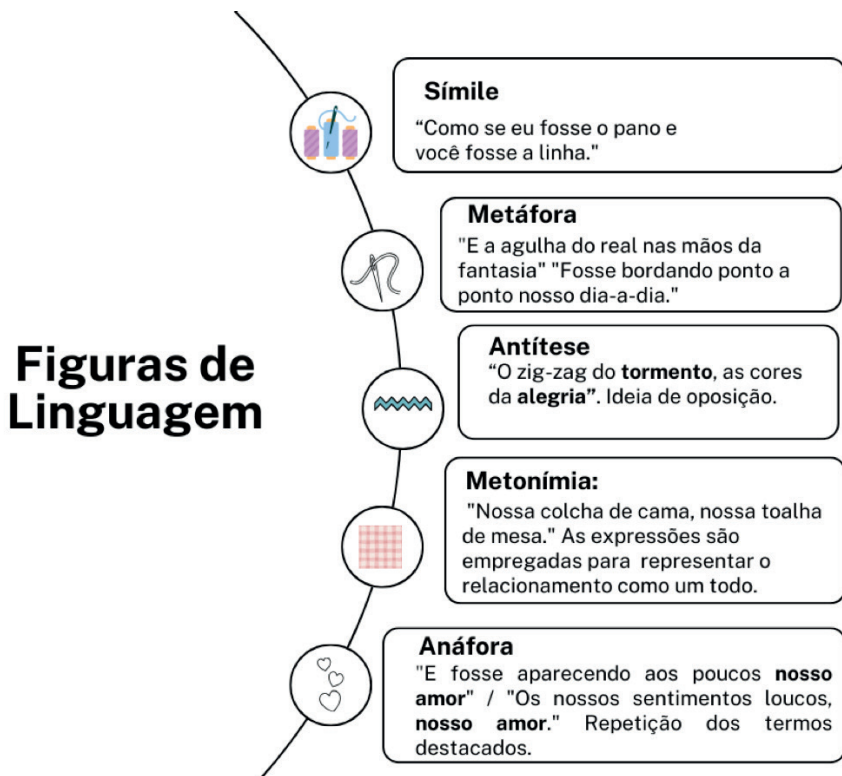 Figuras de
Linguagem
Símile
“Como se eu fosse o pano e
você fosse a linha."
Metáfora
"E a agulha do real nas mãos da
fantasia" "Fosse bordando ponto a
ponto nosso dia-a-dia."
Antítese
“O zig-zag do tormento, as cores
da alegria”. Ideia de oposição.
Metonímia:
"Nossa colcha de cama, nossa toalha
de mesa." As expressões são
empregadas para representar o
relacionamento como um todo.
Anáfora
"E fosse aparecendo aos poucos nosso
amor" / "Os nossos sentimentos loucos,
nosso amor." Repetição dos termos
destacados.